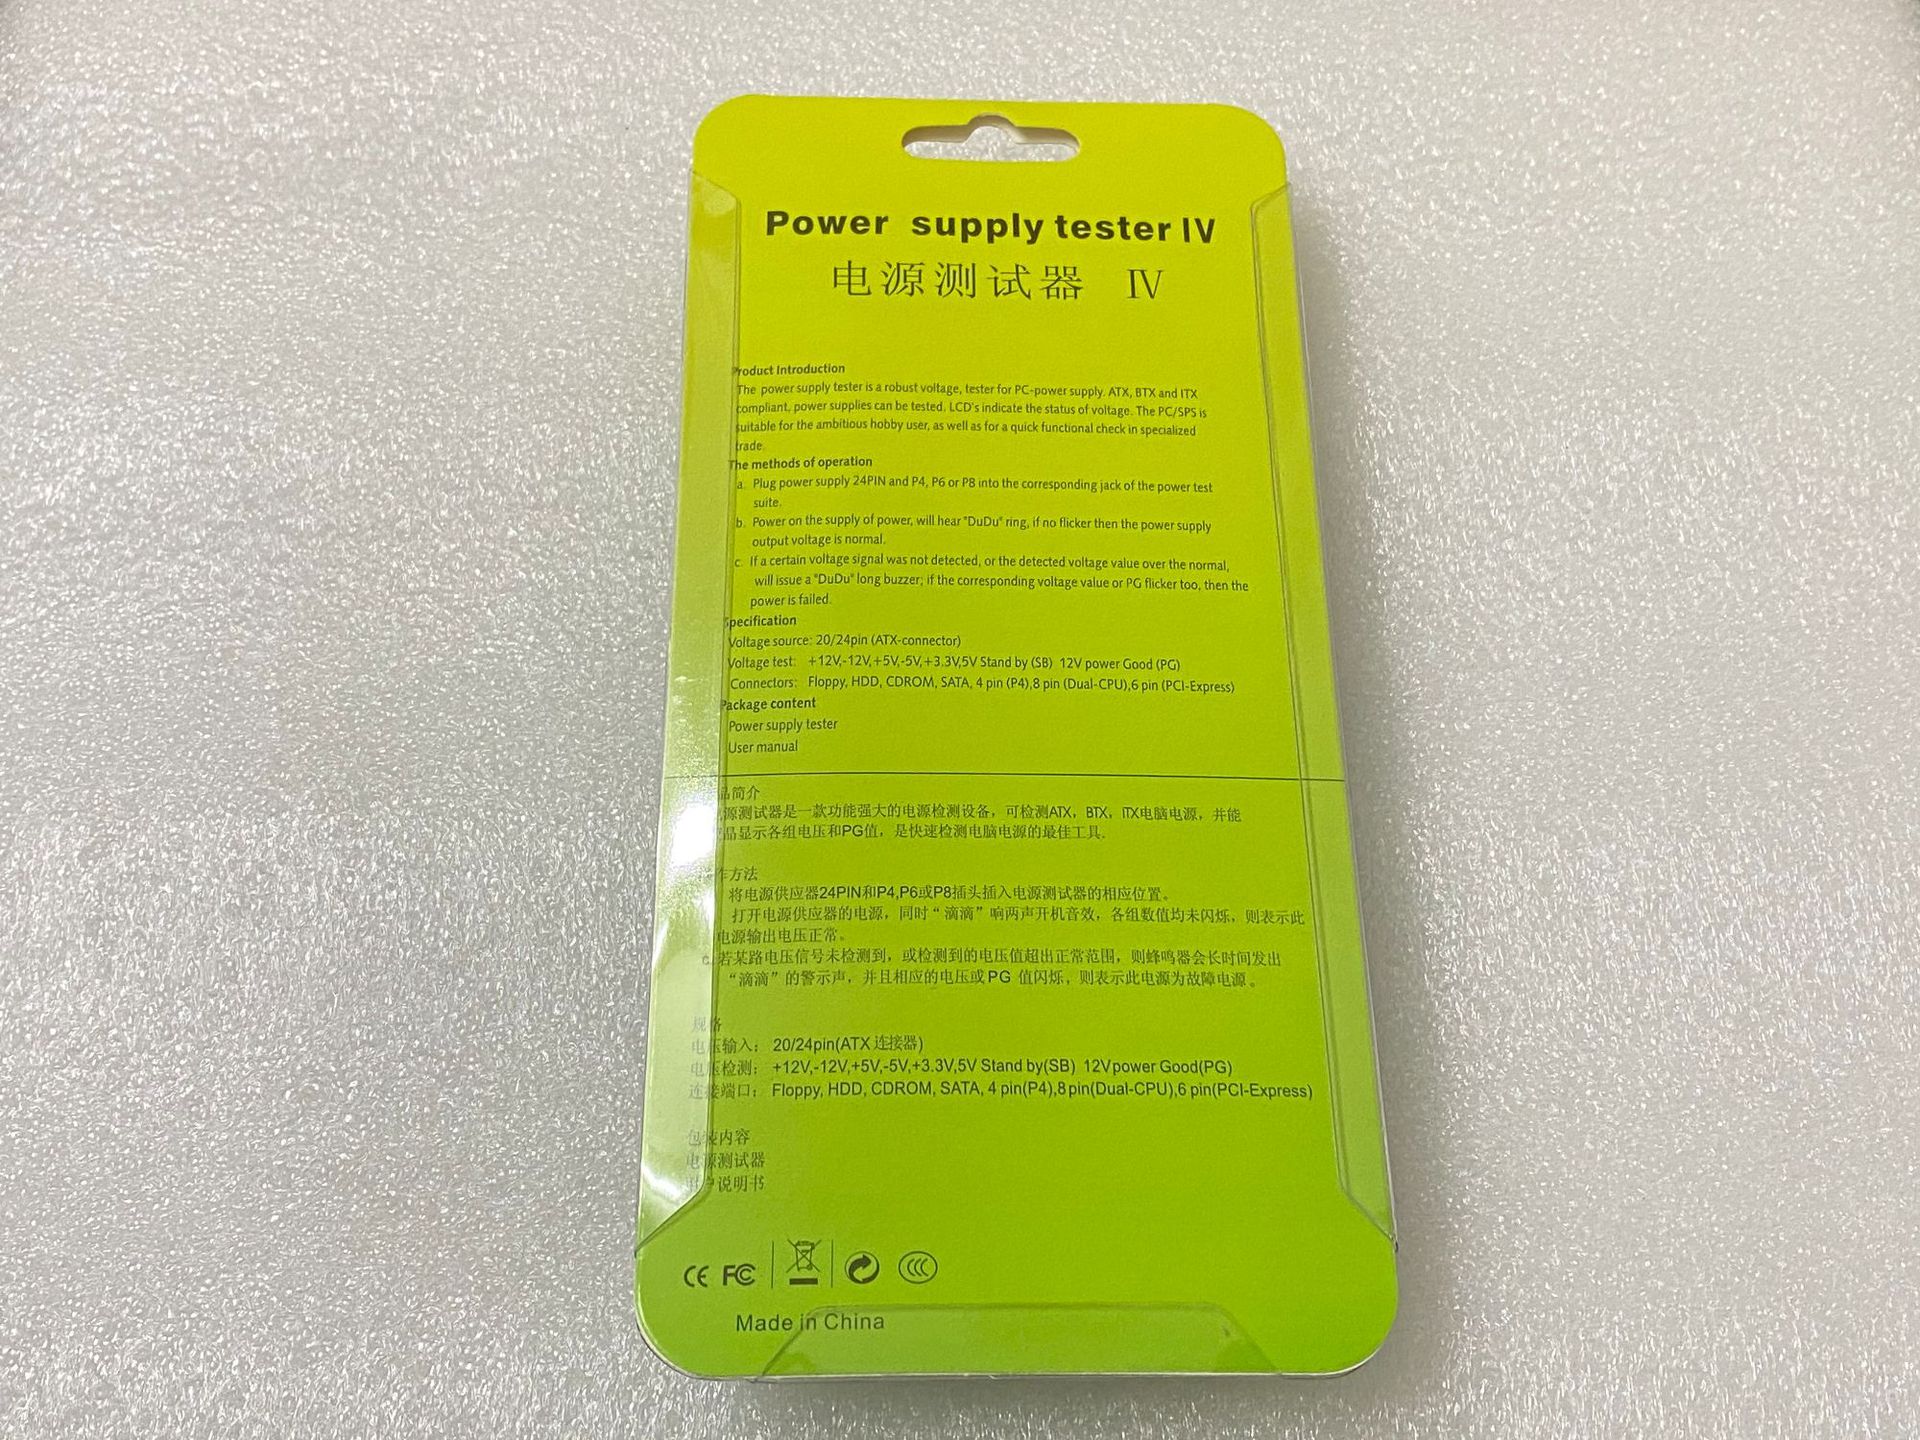 Power supply tester IV
电源测试器 IV
Product Introduction
The power supply tester is a robust voltage, tester for PC-power supply. ATX, BTX and ITX
compliant, power supplies can be tested. LCD's indicate the status of voltage. The PC/SPS is
suitable for the ambitious hobby user, as well as for a quick functional check in specialized
trade.
The methods of operation
a. Plug power supply 24PIN and P4, P6 or P8 into the corresponding jack of the power test
suite.
b. Power on the supply of power, will hear "DuDu" ring, if no flicker then the power supply
output voltage is normal.
c. If a certain voltage signal was not detected, or the detected voltage value over the normal,
will issue a "DuDu" long buzzer; if the corresponding voltage value or PG flicker too, then the
power is failed.
Specification
Voltage source: 20/24pin (ATX-connector)
Voltage test: +12V,-12V,+5V,-5V,+3.3V,5V Stand by (SB) 12V power Good (PG)
Connectors: Floppy, HDD, CDROM, SATA, 4 pin (P4),8 pin (Dual-CPU),6 pin (PCI-Express)
Package content
Power supply tester
User manual
品简介
源测试器是一款功能强大的电源检测设备，可检测ATX，BTX，ITX电脑电源，并能
晶显示各组电压和PG值，是快速检测电脑电源的最佳工具.
作方法
将电源供应器24PIN和P4,P6或P8插头插入电源测试器的相应位置。
打开电源供应器的电源，同时“滴滴”响两声开机音效，各组数值均未闪烁，则表示此
电源输出电压正常。
c. 若某路电压信号未检测到，或检测到的电压值超出正常范围，则蜂鸣器会长时间发出
“滴滴”的警示声，并且相应的电压或PG 值闪烁，则表示此电源为故障电源。
规格
电压输入： 20/24pin(ATX 连接器)
电压检测： +12V,-12V,+5V,-5V,+3.3V,5V Stand by(SB) 12Vpower Good(PG)
连接端口： Floppy, HDD, CDROM, SATA, 4 pin(P4),8pin(Dual-CPU),6 pin(PCI-Express)
包装内容
电源测试器
用户说明书
CE FC
Made in China